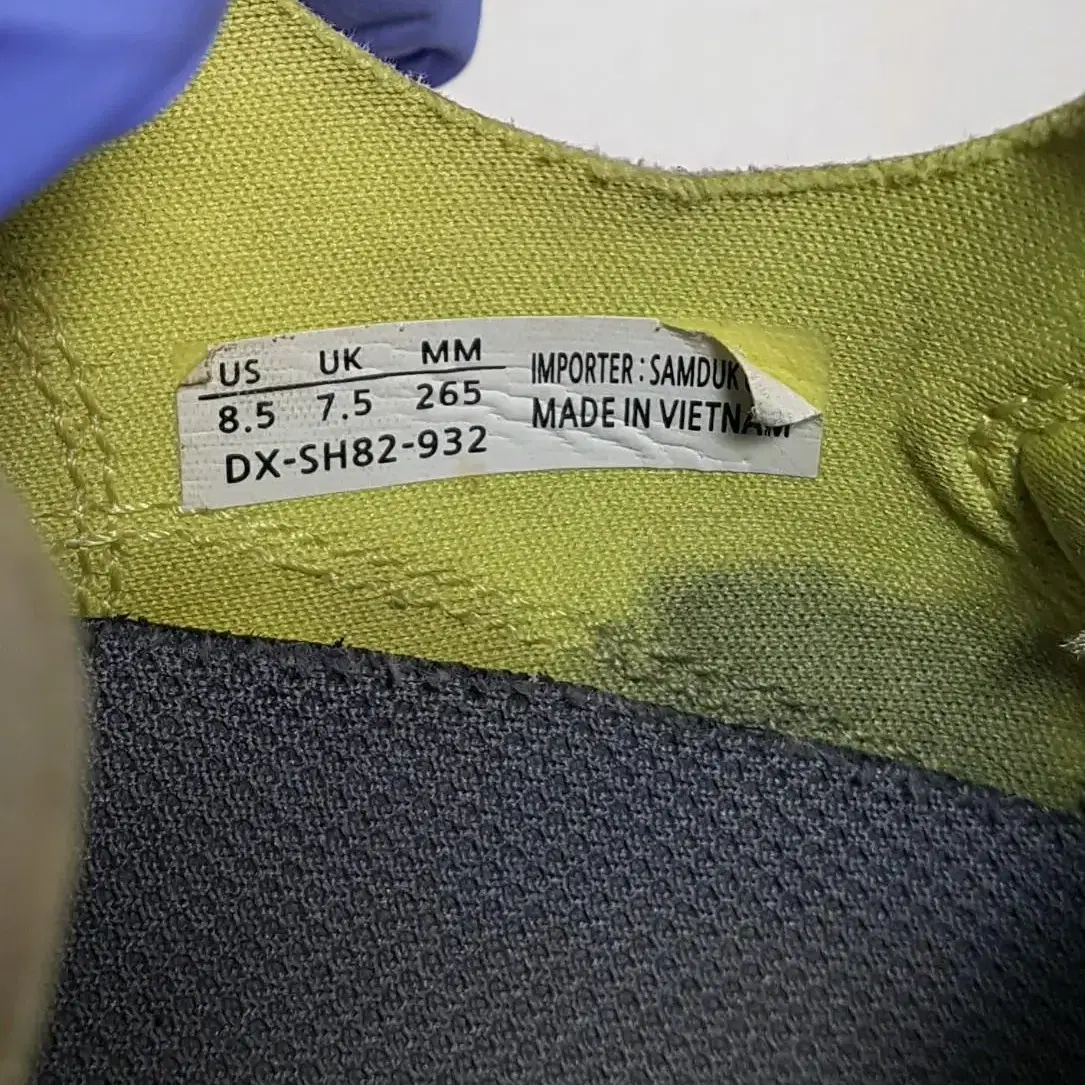 US UK MM
8.5 7.5 265
DX-SH82-932
IMPORTER : SAMDUK
MADE IN VIETNAM